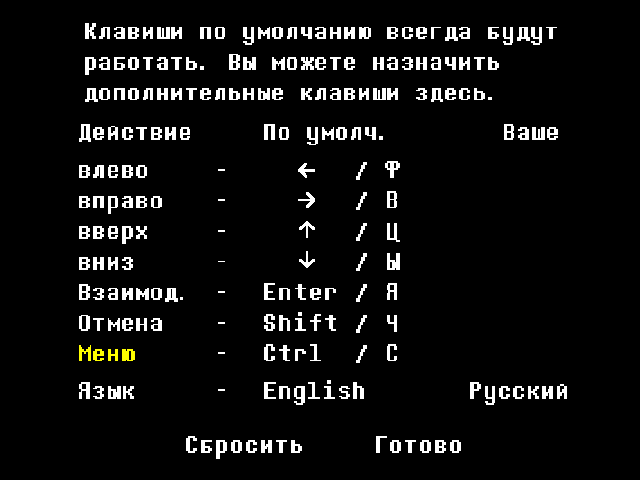 Клавиши по умолчанию всегда будут
работать. Вы можете назначить
дополнительные клавиши здесь.
Действие По умолч. Ваше
влево - ← / Ф
вправо - → / В
вверх - ↑ / Ц
вниз - ↓ / Ы
Взаимод. - Enter / Я
Отмена - Shift / Ч
Меню - Ctrl / С
Язык - English Русский
Сбросить Готово